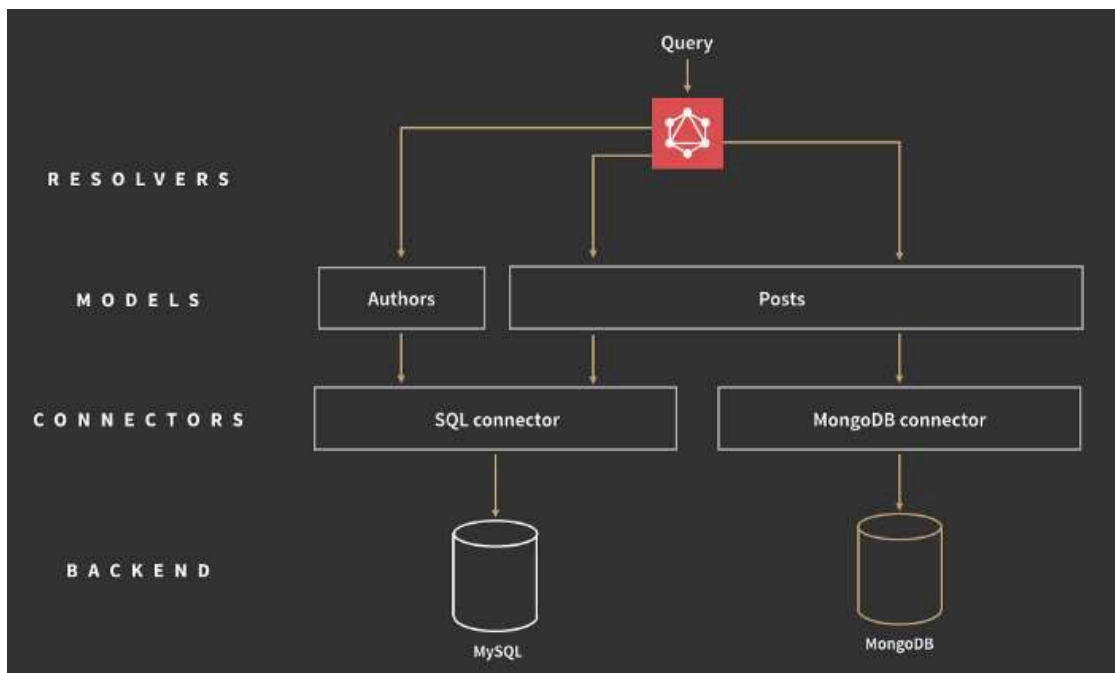 Query
RESOLVERS
MODELS
Authors
Posts
CONNECTORS
SQL connector
MongoDB connector
BACKEND
MySQL
MongoDB